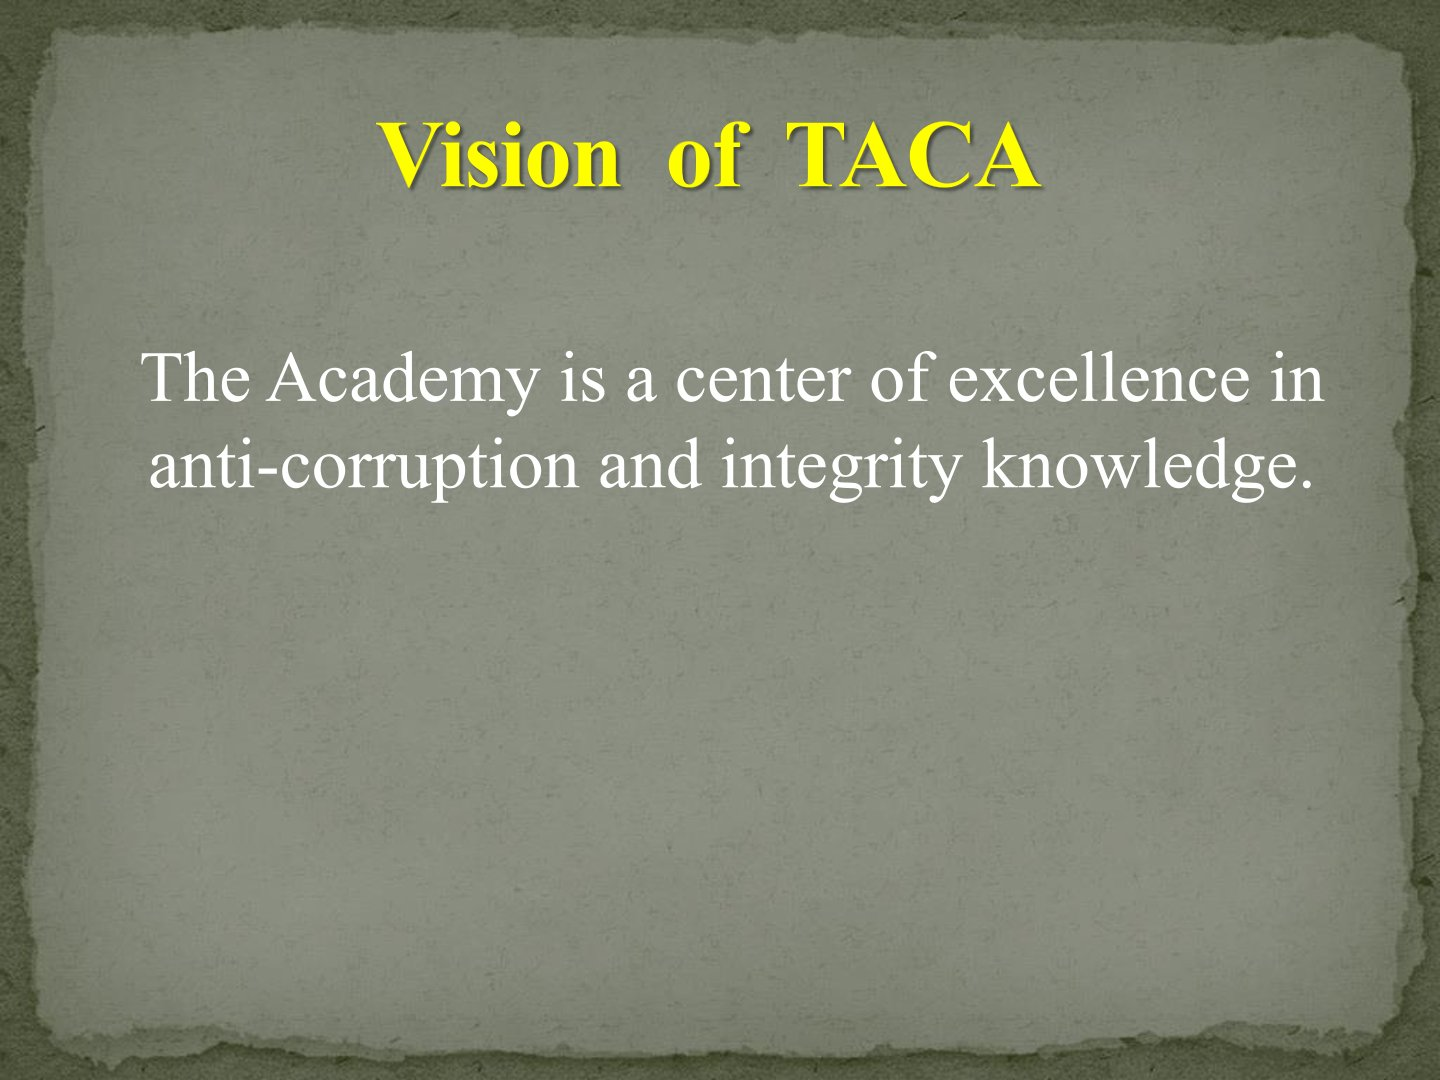 Vision of TACA
The Academy is a center of excellence in
anti-corruption and integrity knowledge.